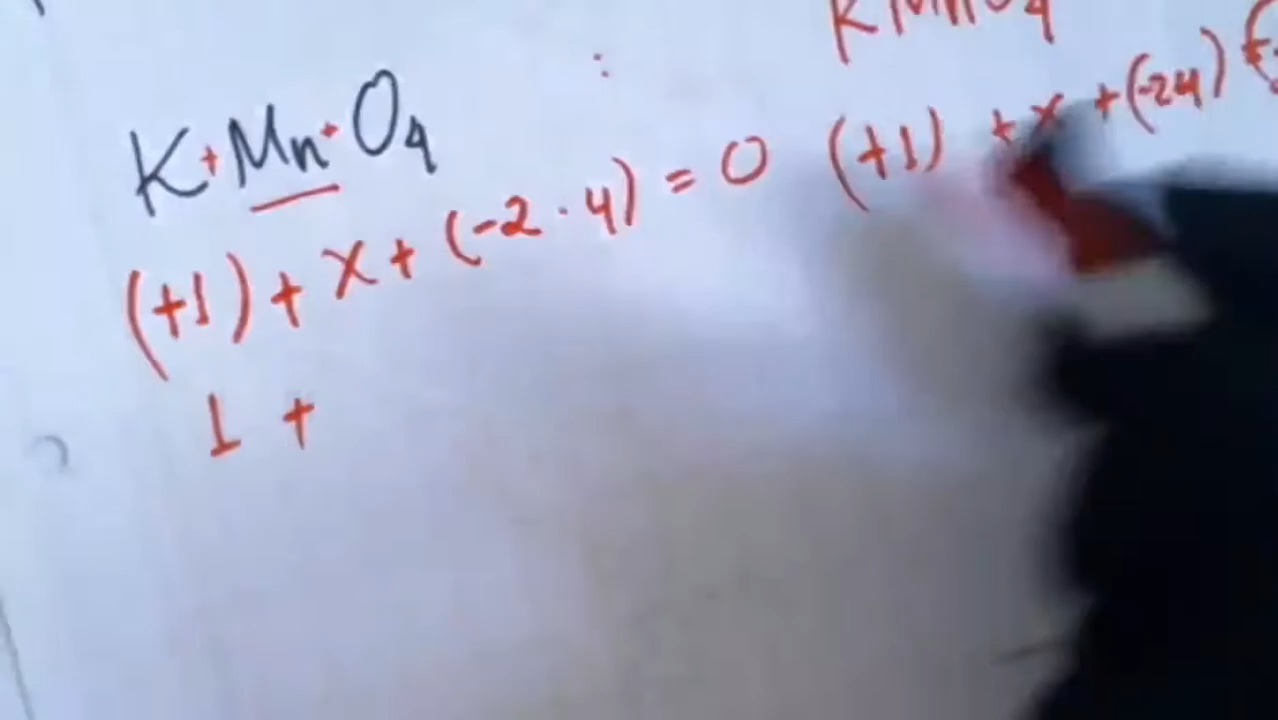 KMnO4
K+Mn+O4
(+1) + x + (-2·4) = 0
(+1) + x + (-24)
1 +